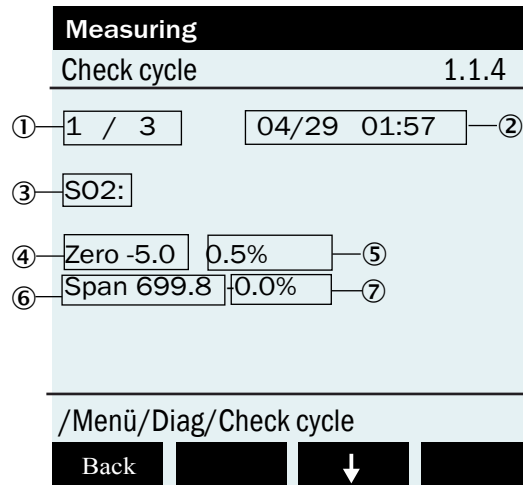 Measuring
Check cycle 1.1.4
① 1 / 3 04/29 01:57 ②
③ SO2:
④ Zero -5.0 0.5% ⑤
⑥ Span 699.8 -0.0% ⑦
/Menü/Diag/Check cycle
Back ↓